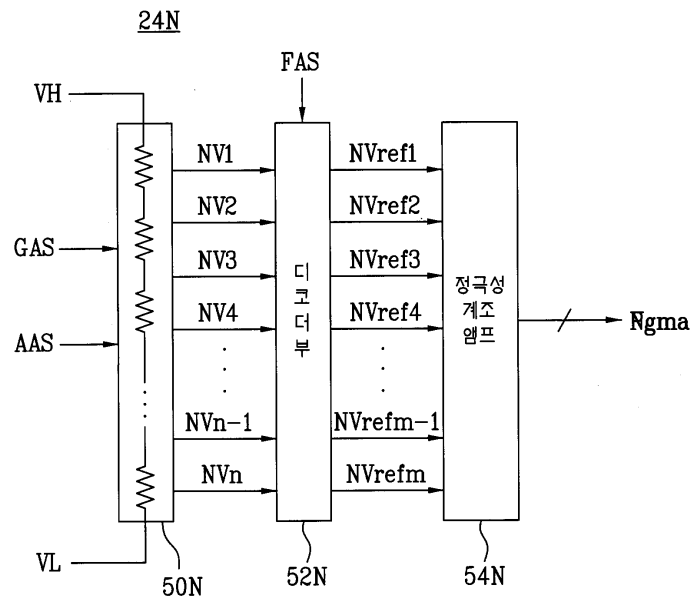 24N
FAS
VH
NV1
NVref1
NV2
NVref2
GAS
NV3
NVref3
NV4
NVref4
AAS
디코더부
정극성
계조
앰프
Ngma
NVn-1
NVrefm-1
NVn
NVrefm
VL
50N
52N
54N